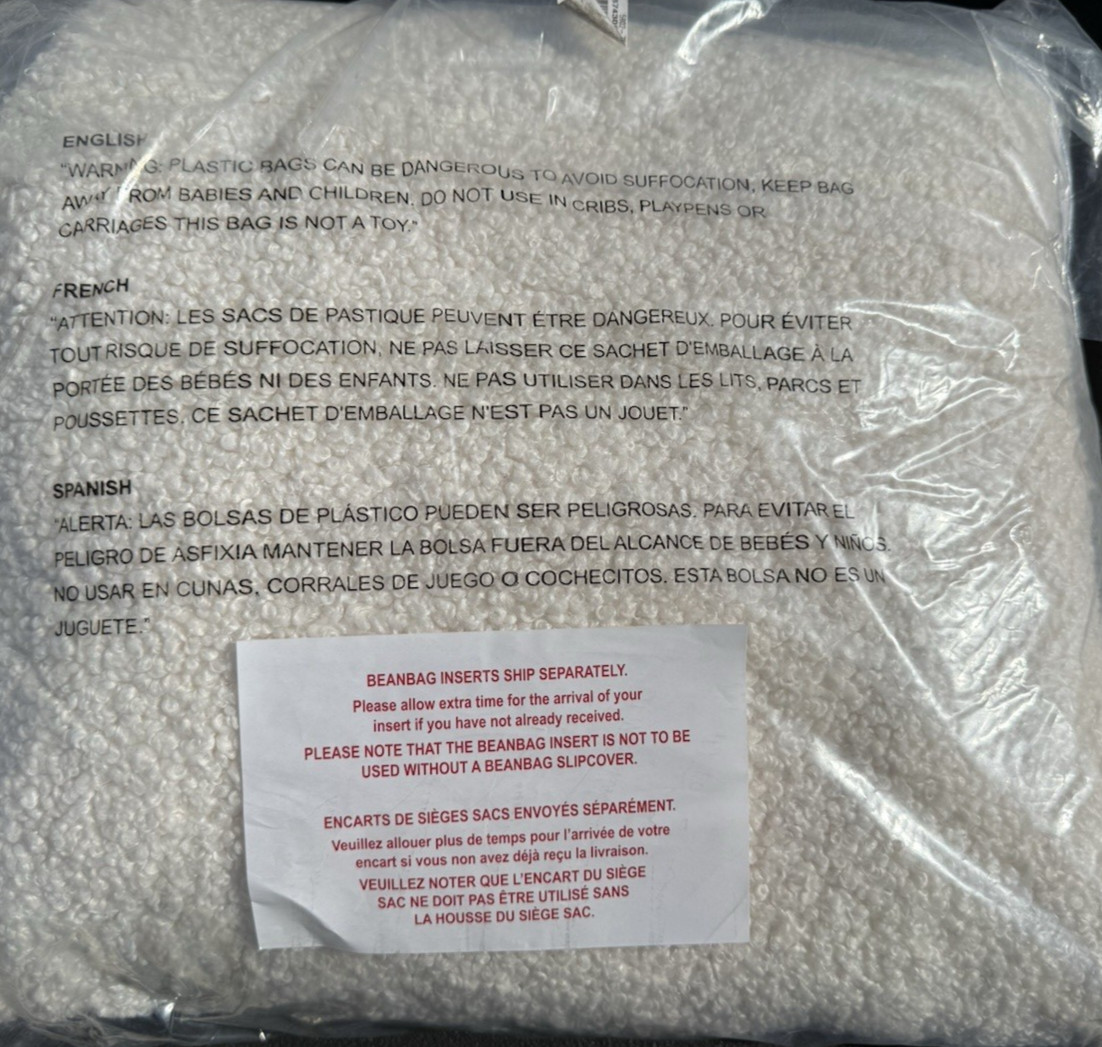 ENGLISH
"WARNING: PLASTIC BAGS CAN BE DANGEROUS TO AVOID SUFFOCATION, KEEP BAG
AWAY FROM BABIES AND CHILDREN. DO NOT USE IN CRIBS, PLAYPENS OR
CARRIAGES THIS BAG IS NOT A TOY."
FRENCH
"ATTENTION: LES SACS DE PASTIQUE PEUVENT ÉTRE DANGEREUX. POUR ÉVITER
TOUT RISQUE DE SUFFOCATION, NE PAS LAISSER CE SACHET D'EMBALLAGE À LA
PORTÉE DES BÉBÉS NI DES ENFANTS. NE PAS UTILISER DANS LES LITS, PARCS ET
POUSSETTES. CE SACHET D'EMBALLAGE N'EST PAS UN JOUET."
SPANISH
"ALERTA: LAS BOLSAS DE PLÁSTICO PUEDEN SER PELIGROSAS. PARA EVITAR EL
PELIGRO DE ASFIXIA MANTENER LA BOLSA FUERA DEL ALCANCE DE BEBÉS Y NIÑOS.
NO USAR EN CUNAS, CORRALES DE JUEGO O COCHECITOS. ESTA BOLSA NO ES UN
JUGUETE."
BEANBAG INSERTS SHIP SEPARATELY.
Please allow extra time for the arrival of your
insert if you have not already received.
PLEASE NOTE THAT THE BEANBAG INSERT IS NOT TO BE
USED WITHOUT A BEANBAG SLIPCOVER.
ENCARTS DE SIÈGES SACS ENVOYÉS SÉPARÉMENT.
Veuillez allouer plus de temps pour l'arrivée de votre
encart si vous non avez déjà reçu la livraison.
VEUILLEZ NOTER QUE L'ENCART DU SIÈGE
SAC NE DOIT PAS ÊTRE UTILISÉ SANS
LA HOUSSE DU SIÈGE SAC.